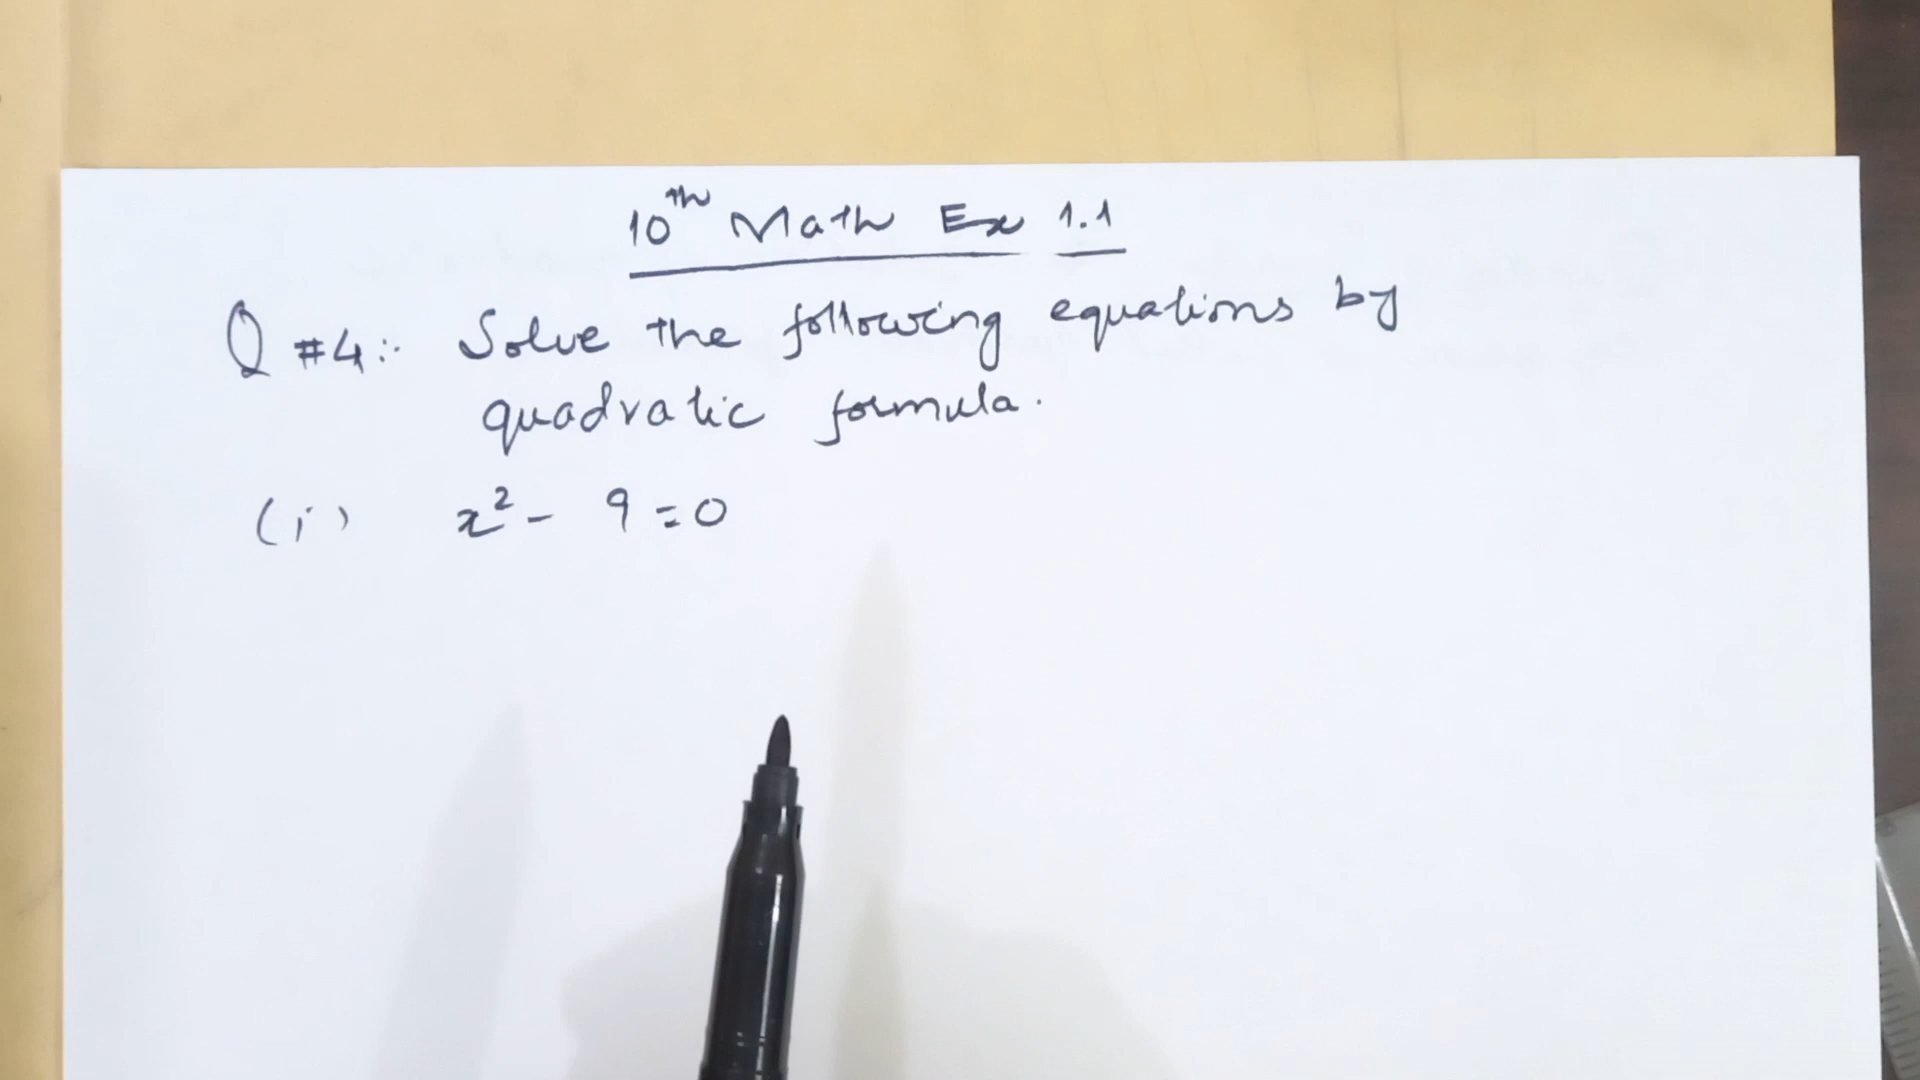 10th Math Ex 1.1
Q #4:- Solve the following equations by
quadratic formula.
(i) x² - 9 = 0